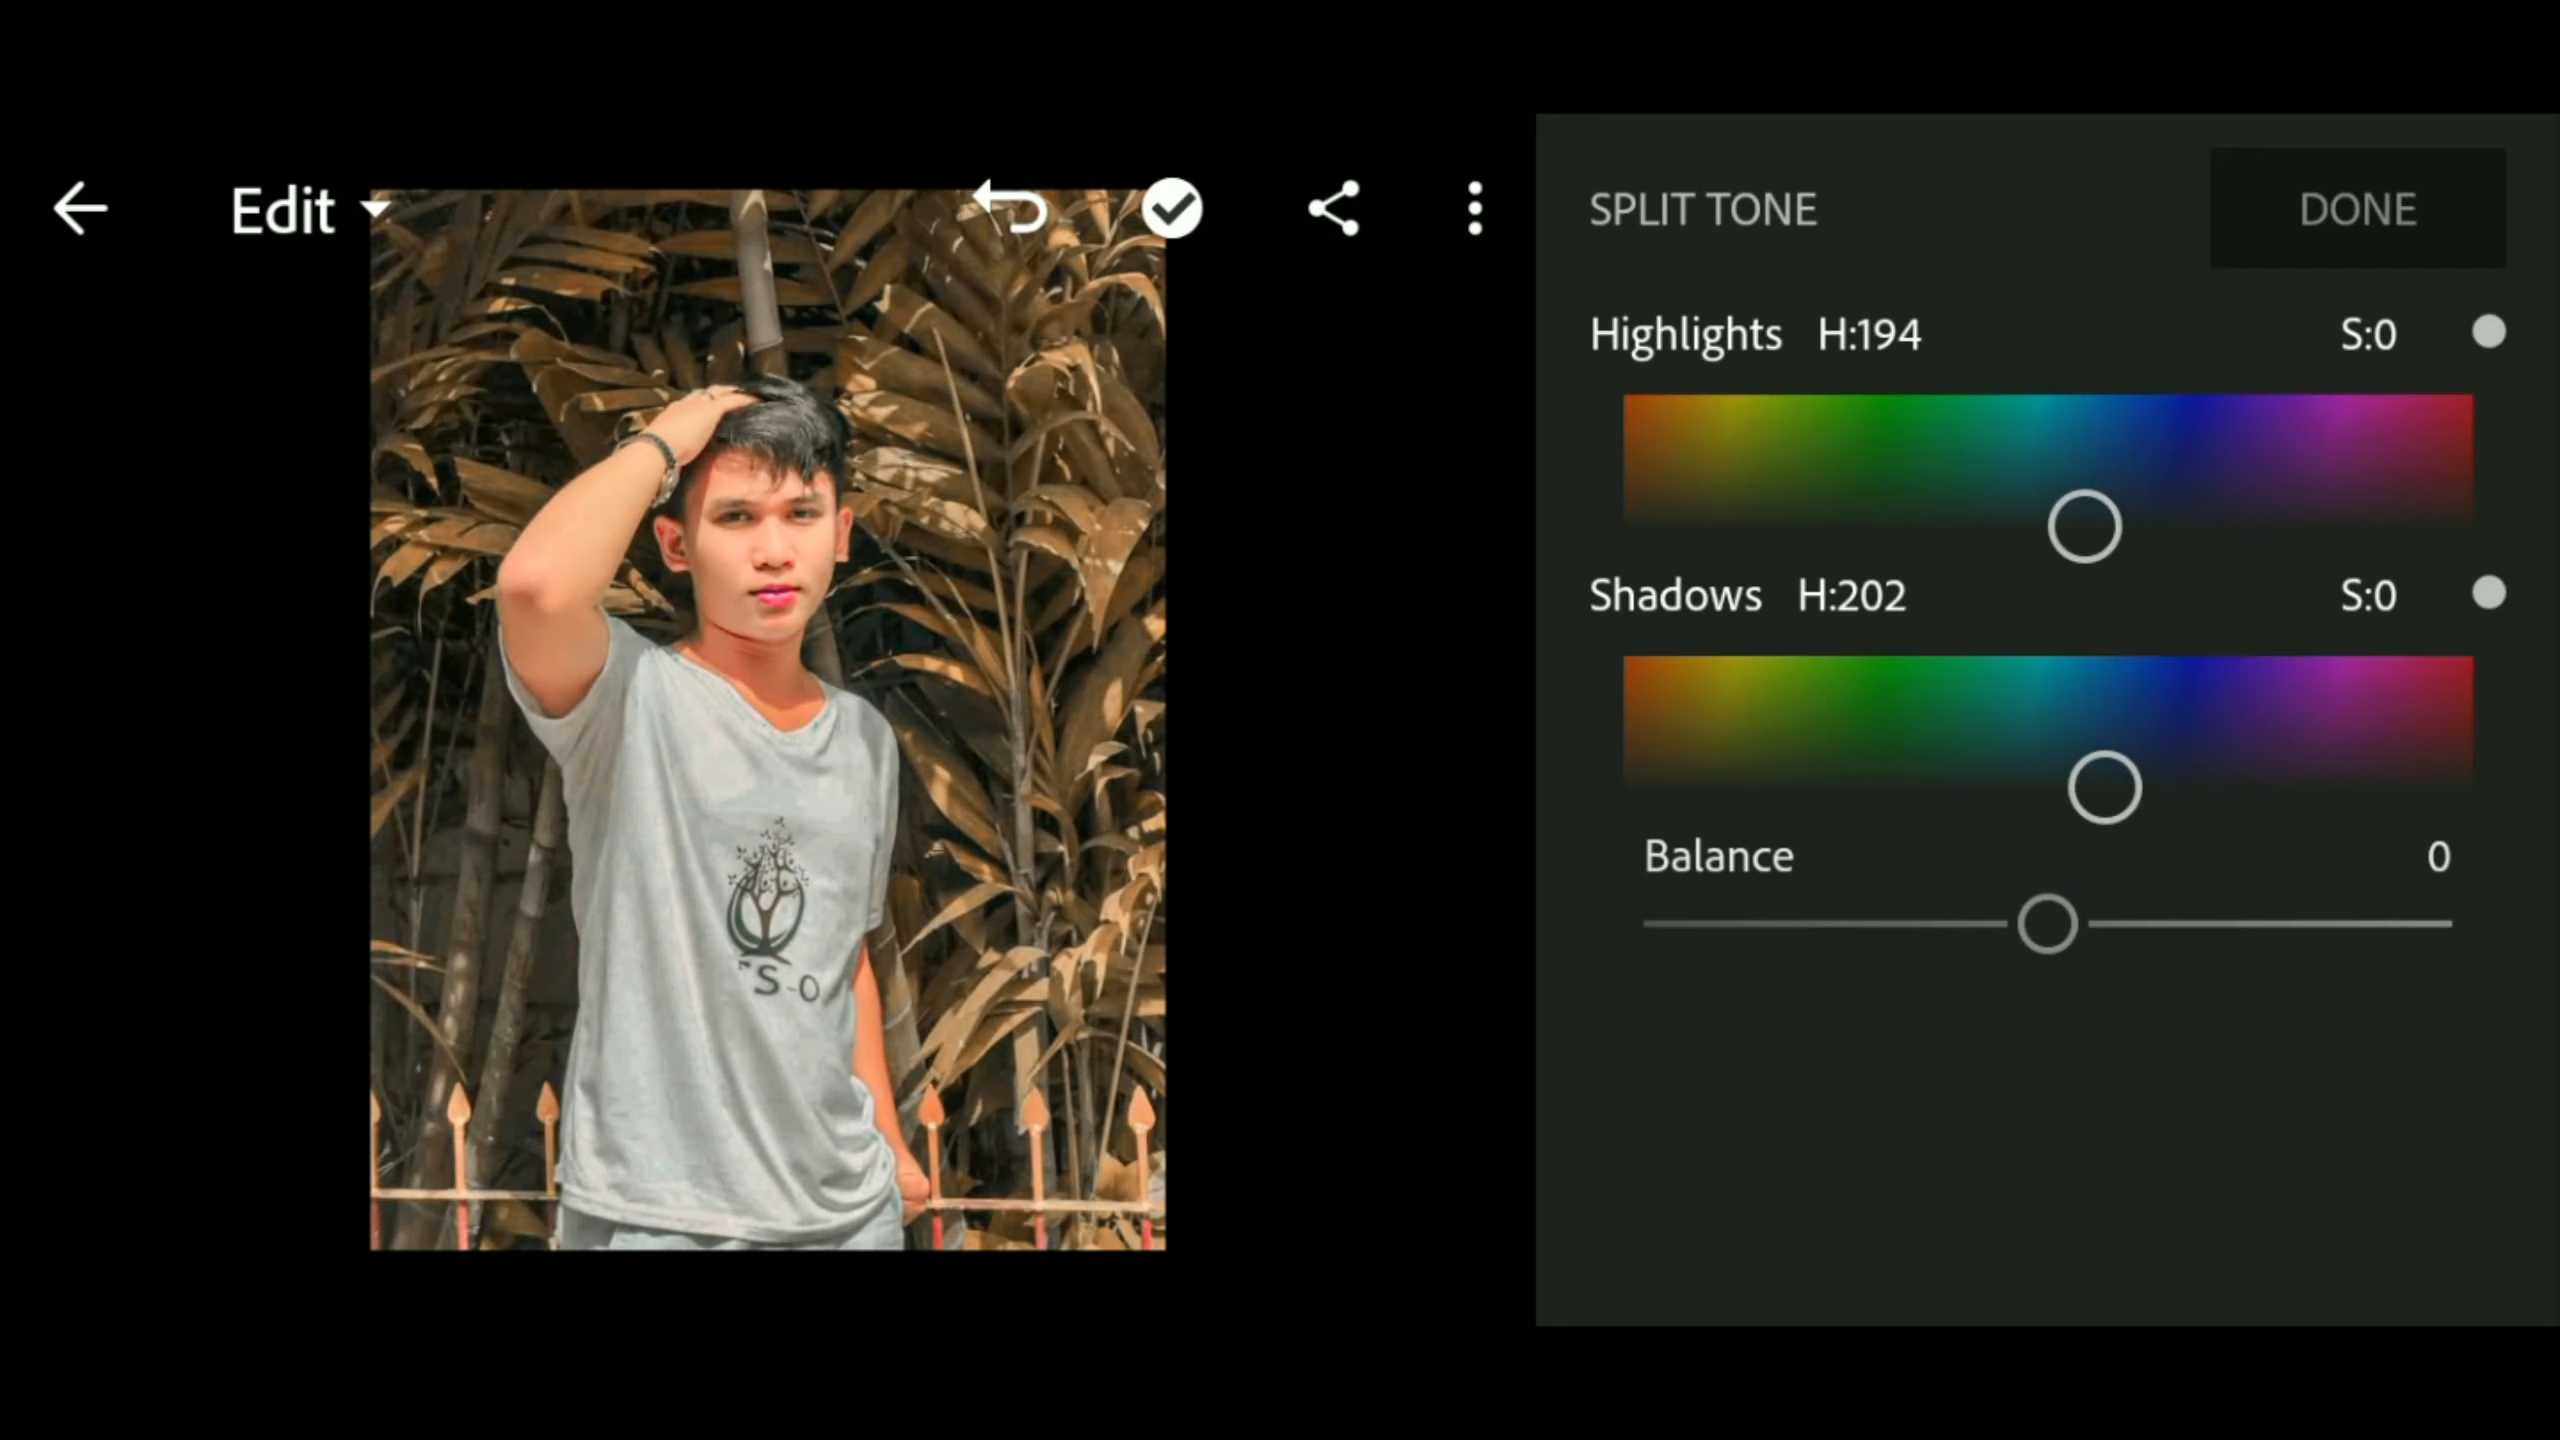 Edit
SPLIT TONE
DONE
Highlights H:194 S:0
Shadows H:202 S:0
Balance 0
S-O